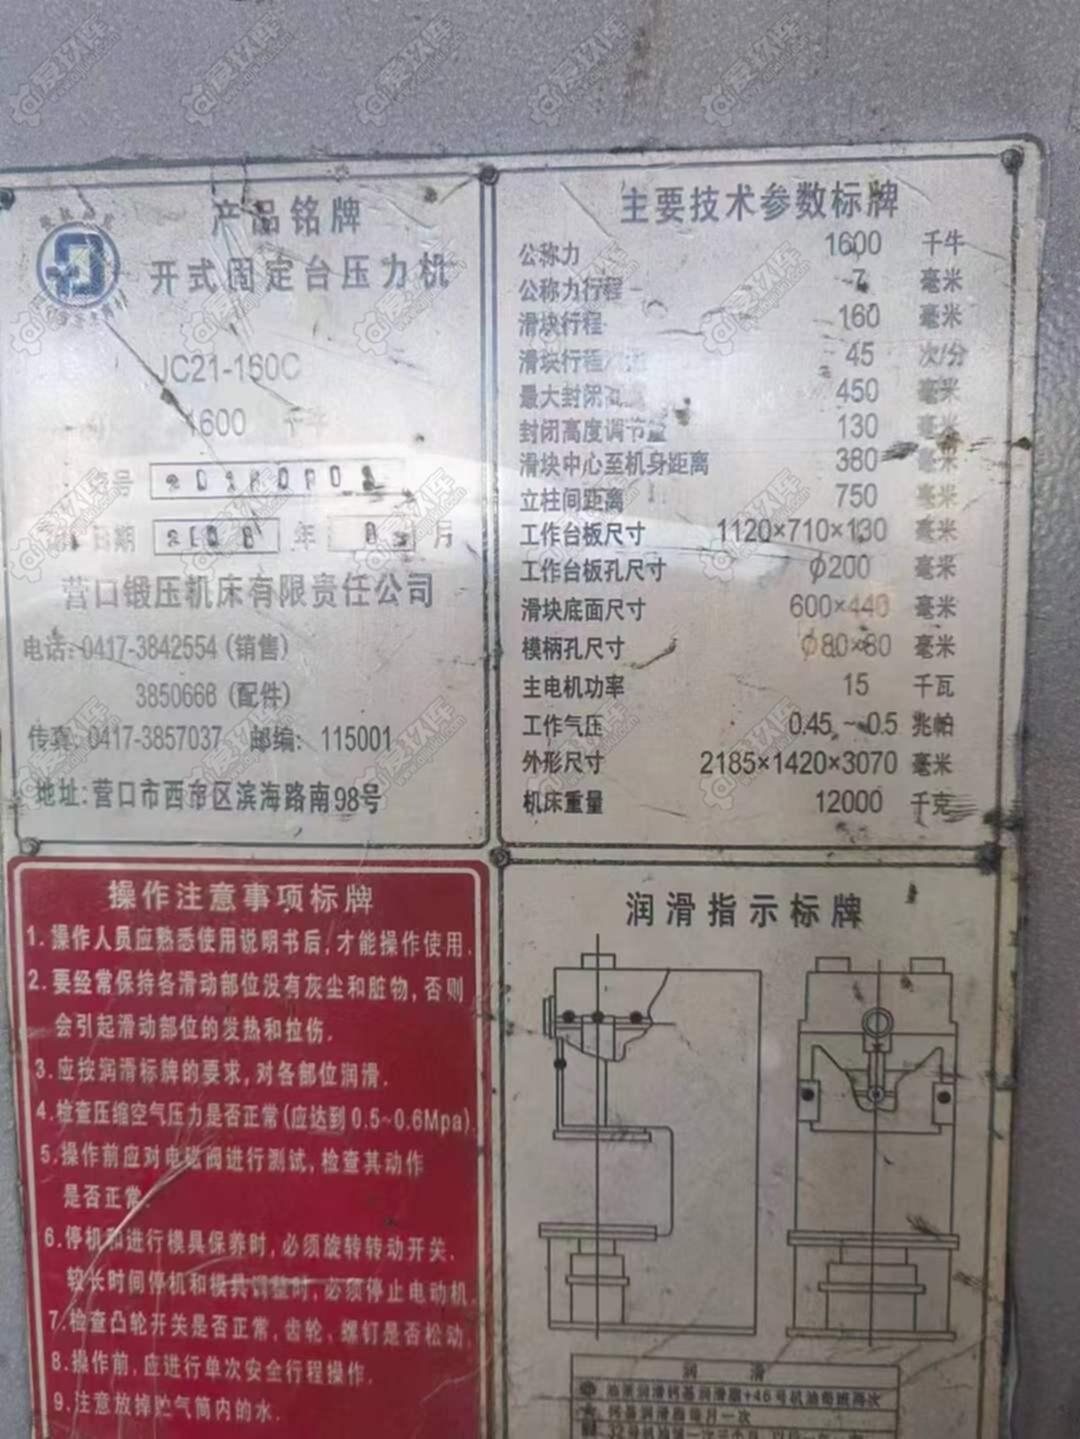 产品铭牌
开式固定台压力机
JC21-160C
1600 千牛
号
日期 年 月
营口锻压机床有限责任公司
电话: 0417-3842554 (销售)
3850668 (配件)
传真: 0417-3857037 邮编: 115001
地址: 营口市西市区滨海路南98号
主要技术参数标牌
公称力 1600 千牛
公称力行程 7 毫米
滑块行程 160 毫米
滑块行程 45 次/分
最大封闭高度 450 毫米
封闭高度调节量 130 毫米
滑块中心至机身距离 380 毫米
立柱间距离 750 毫米
工作台板尺寸 1120×710×130 毫米
工作台板孔尺寸 ϕ200 毫米
滑块底面尺寸 600×440 毫米
模柄孔尺寸 ϕ80×80 毫米
主电机功率 15 千瓦
工作气压 0.45 ~0.5 兆帕
外形尺寸 2185×1420×3070 毫米
机床重量 12000 千克
操作注意事项标牌
1. 操作人员应熟悉使用说明书后, 才能操作使用.
2. 要经常保持各滑动部位没有灰尘和脏物, 否则
会引起滑动部位的发热和拉伤.
3. 应按润滑标牌的要求, 对各部位润滑.
4. 检查压缩空气压力是否正常 (应达到 0.5~0.6Mpa).
5. 操作前应对电磁阀进行测试, 检查其动作
是否正常.
6. 停机和进行模具保养时, 必须旋转转动开关.
较长时间停机和模具调整时, 必须停止电动机.
7. 检查凸轮开关是否正常, 齿轮、螺钉是否松动.
8. 操作前, 应进行单次安全行程操作.
9. 注意放掉贮气筒内的水.
润滑指示标牌
润 滑